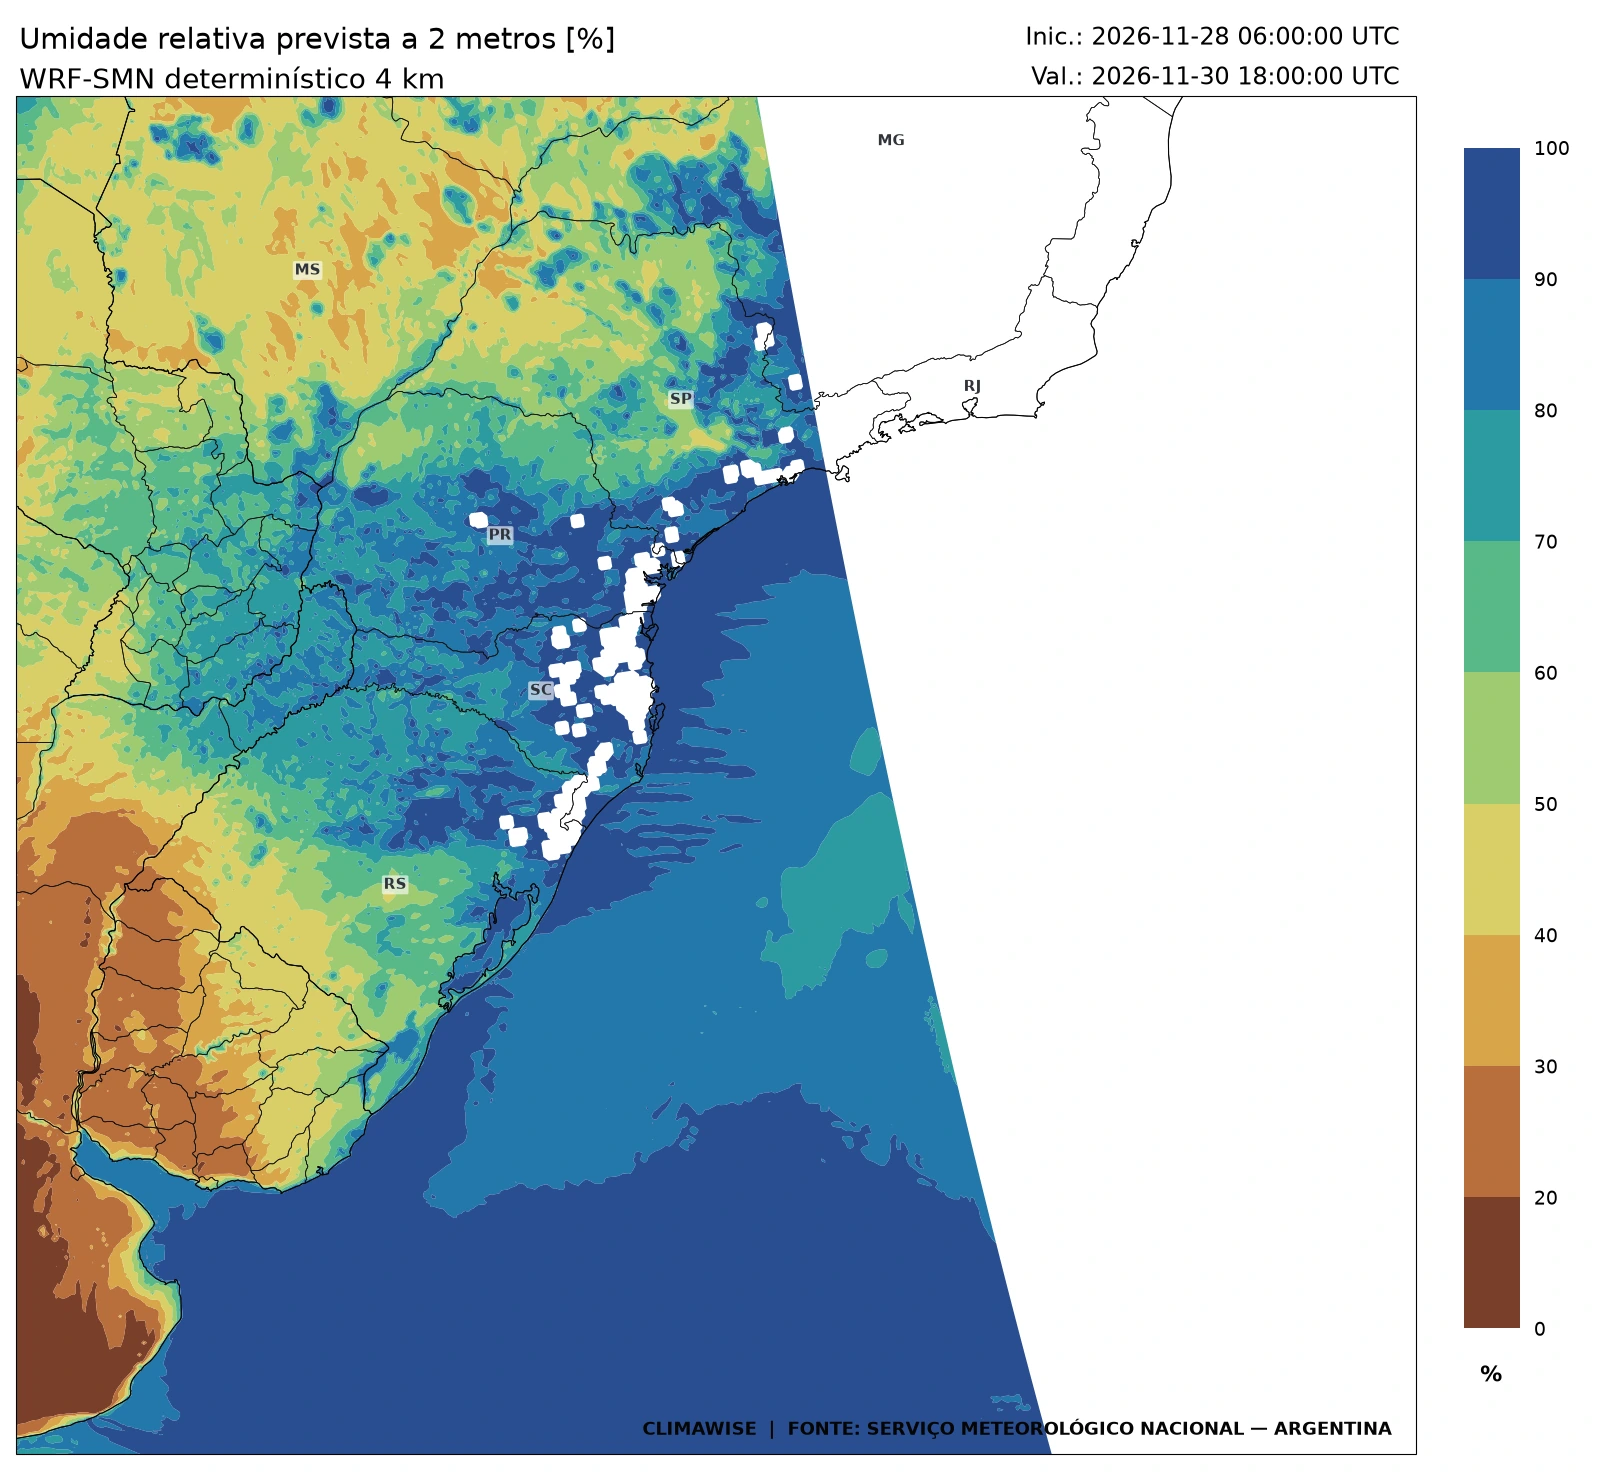 Umidade relativa prevista a 2 metros [%]
WRF-SMN determinístico 4 km
Inic.: 2026-11-28 06:00:00 UTC
Val.: 2026-11-30 18:00:00 UTC
MG
MS
RJ
SP
PR
SC
RS
100
90
80
70
60
50
40
30
20
0
%
CLIMAWISE | FONTE: SERVIÇO METEOROLÓGICO NACIONAL — ARGENTINA